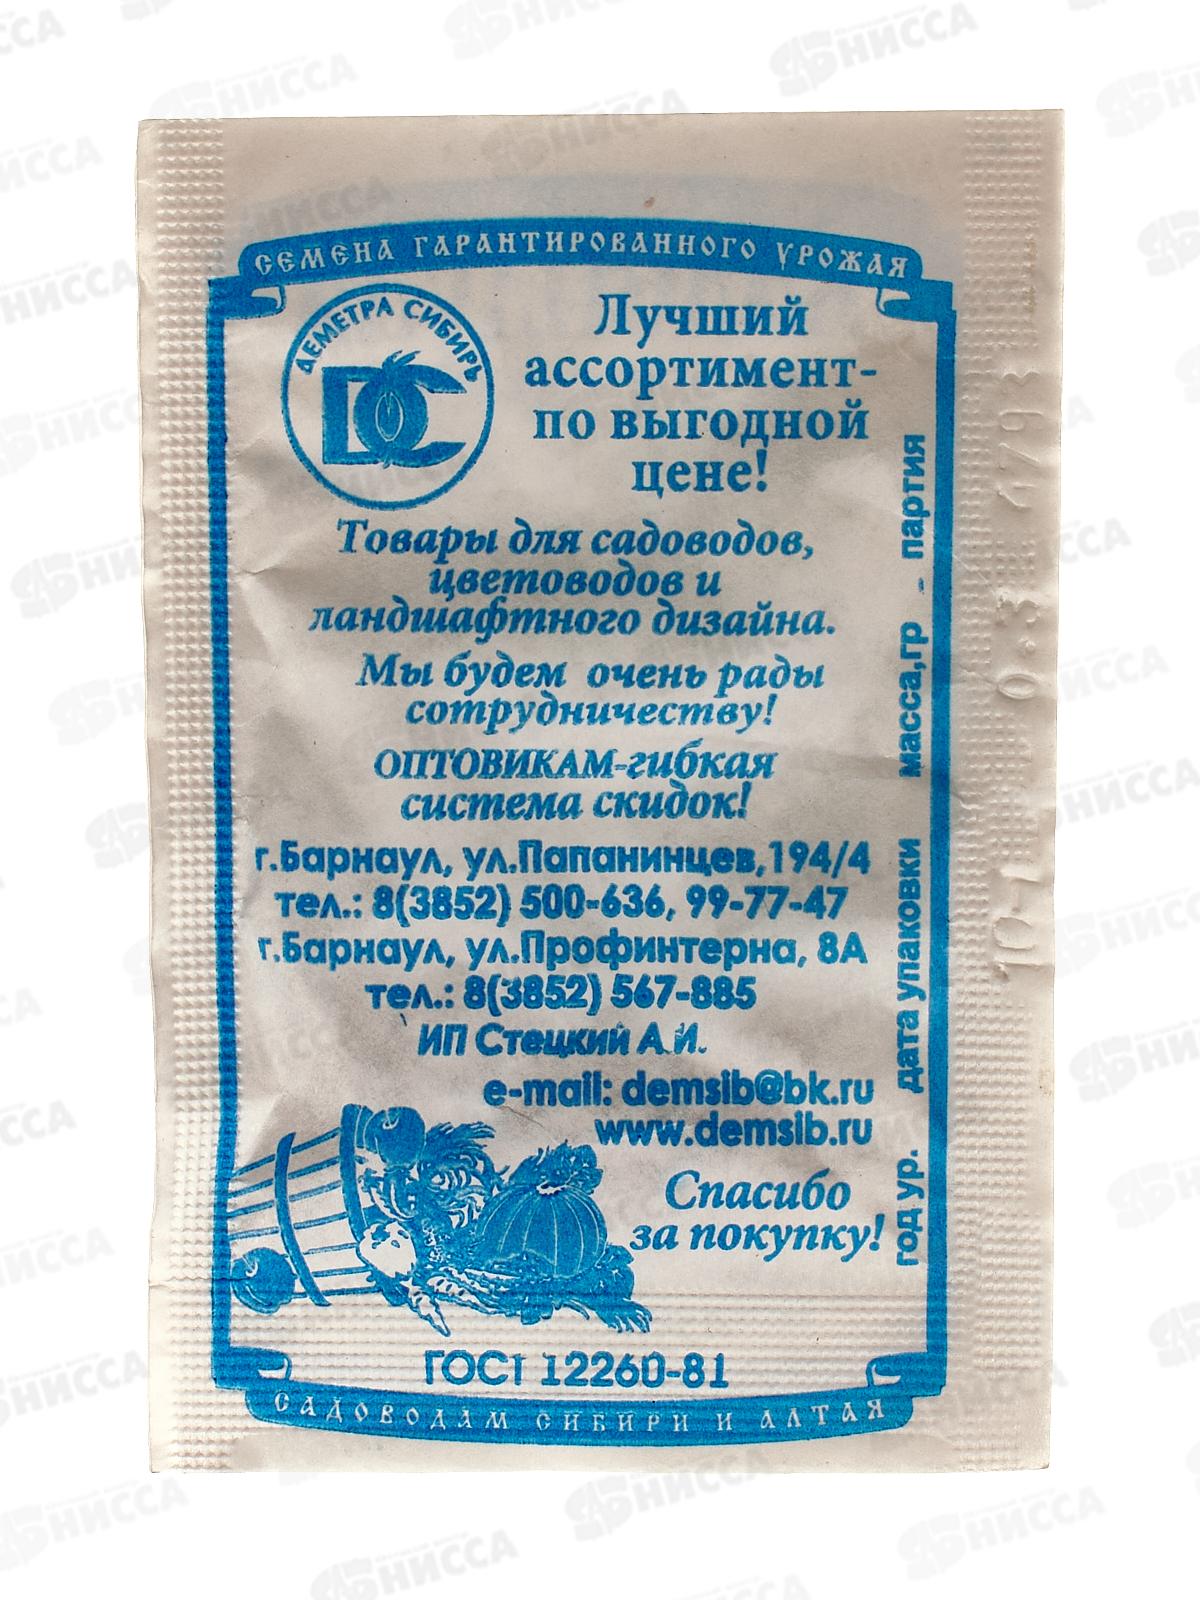 СЕМЕНА ГАРАНТИРОВАННОГО УРОЖАЯ
ДЕМЕТРА СИБИРЬ
DC
Лучший
ассортимент-
по выгодной
цене!
Товары для садоводов,
цветоводов и
ландшафтного дизайна.
Мы будем очень рады
сотрудничеству!
ОПТОВИКАМ-гибкая
система скидок!
г.Барнаул, ул.Папанинцев,194/4
тел.: 8(3852) 500-636, 99-77-47
г.Барнаул, ул.Профинтерна, 8А
тел.: 8(3852) 567-885
ИП Стецкий А.И.
e-mail: demsib@bk.ru
www.demsib.ru
Спасибо
за покупку!
ГОСТ 12260-81
САДОВОДАМ СИБИРИ И АЛТАЯ
год ур. дата упаковки масса,гр - партия
НИССА